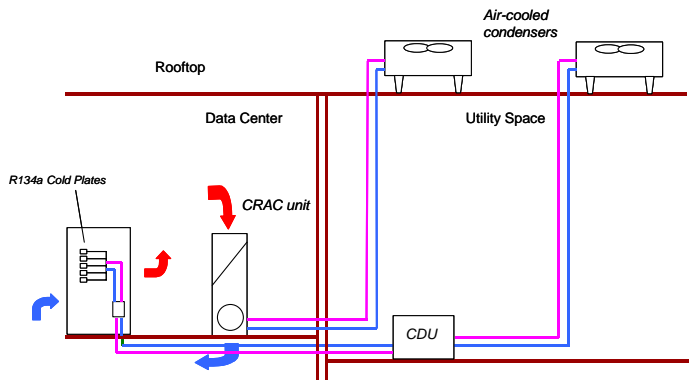 Air-cooled
condensers
Rooftop
Data Center
Utility Space
R134a Cold Plates
CRAC unit
CDU